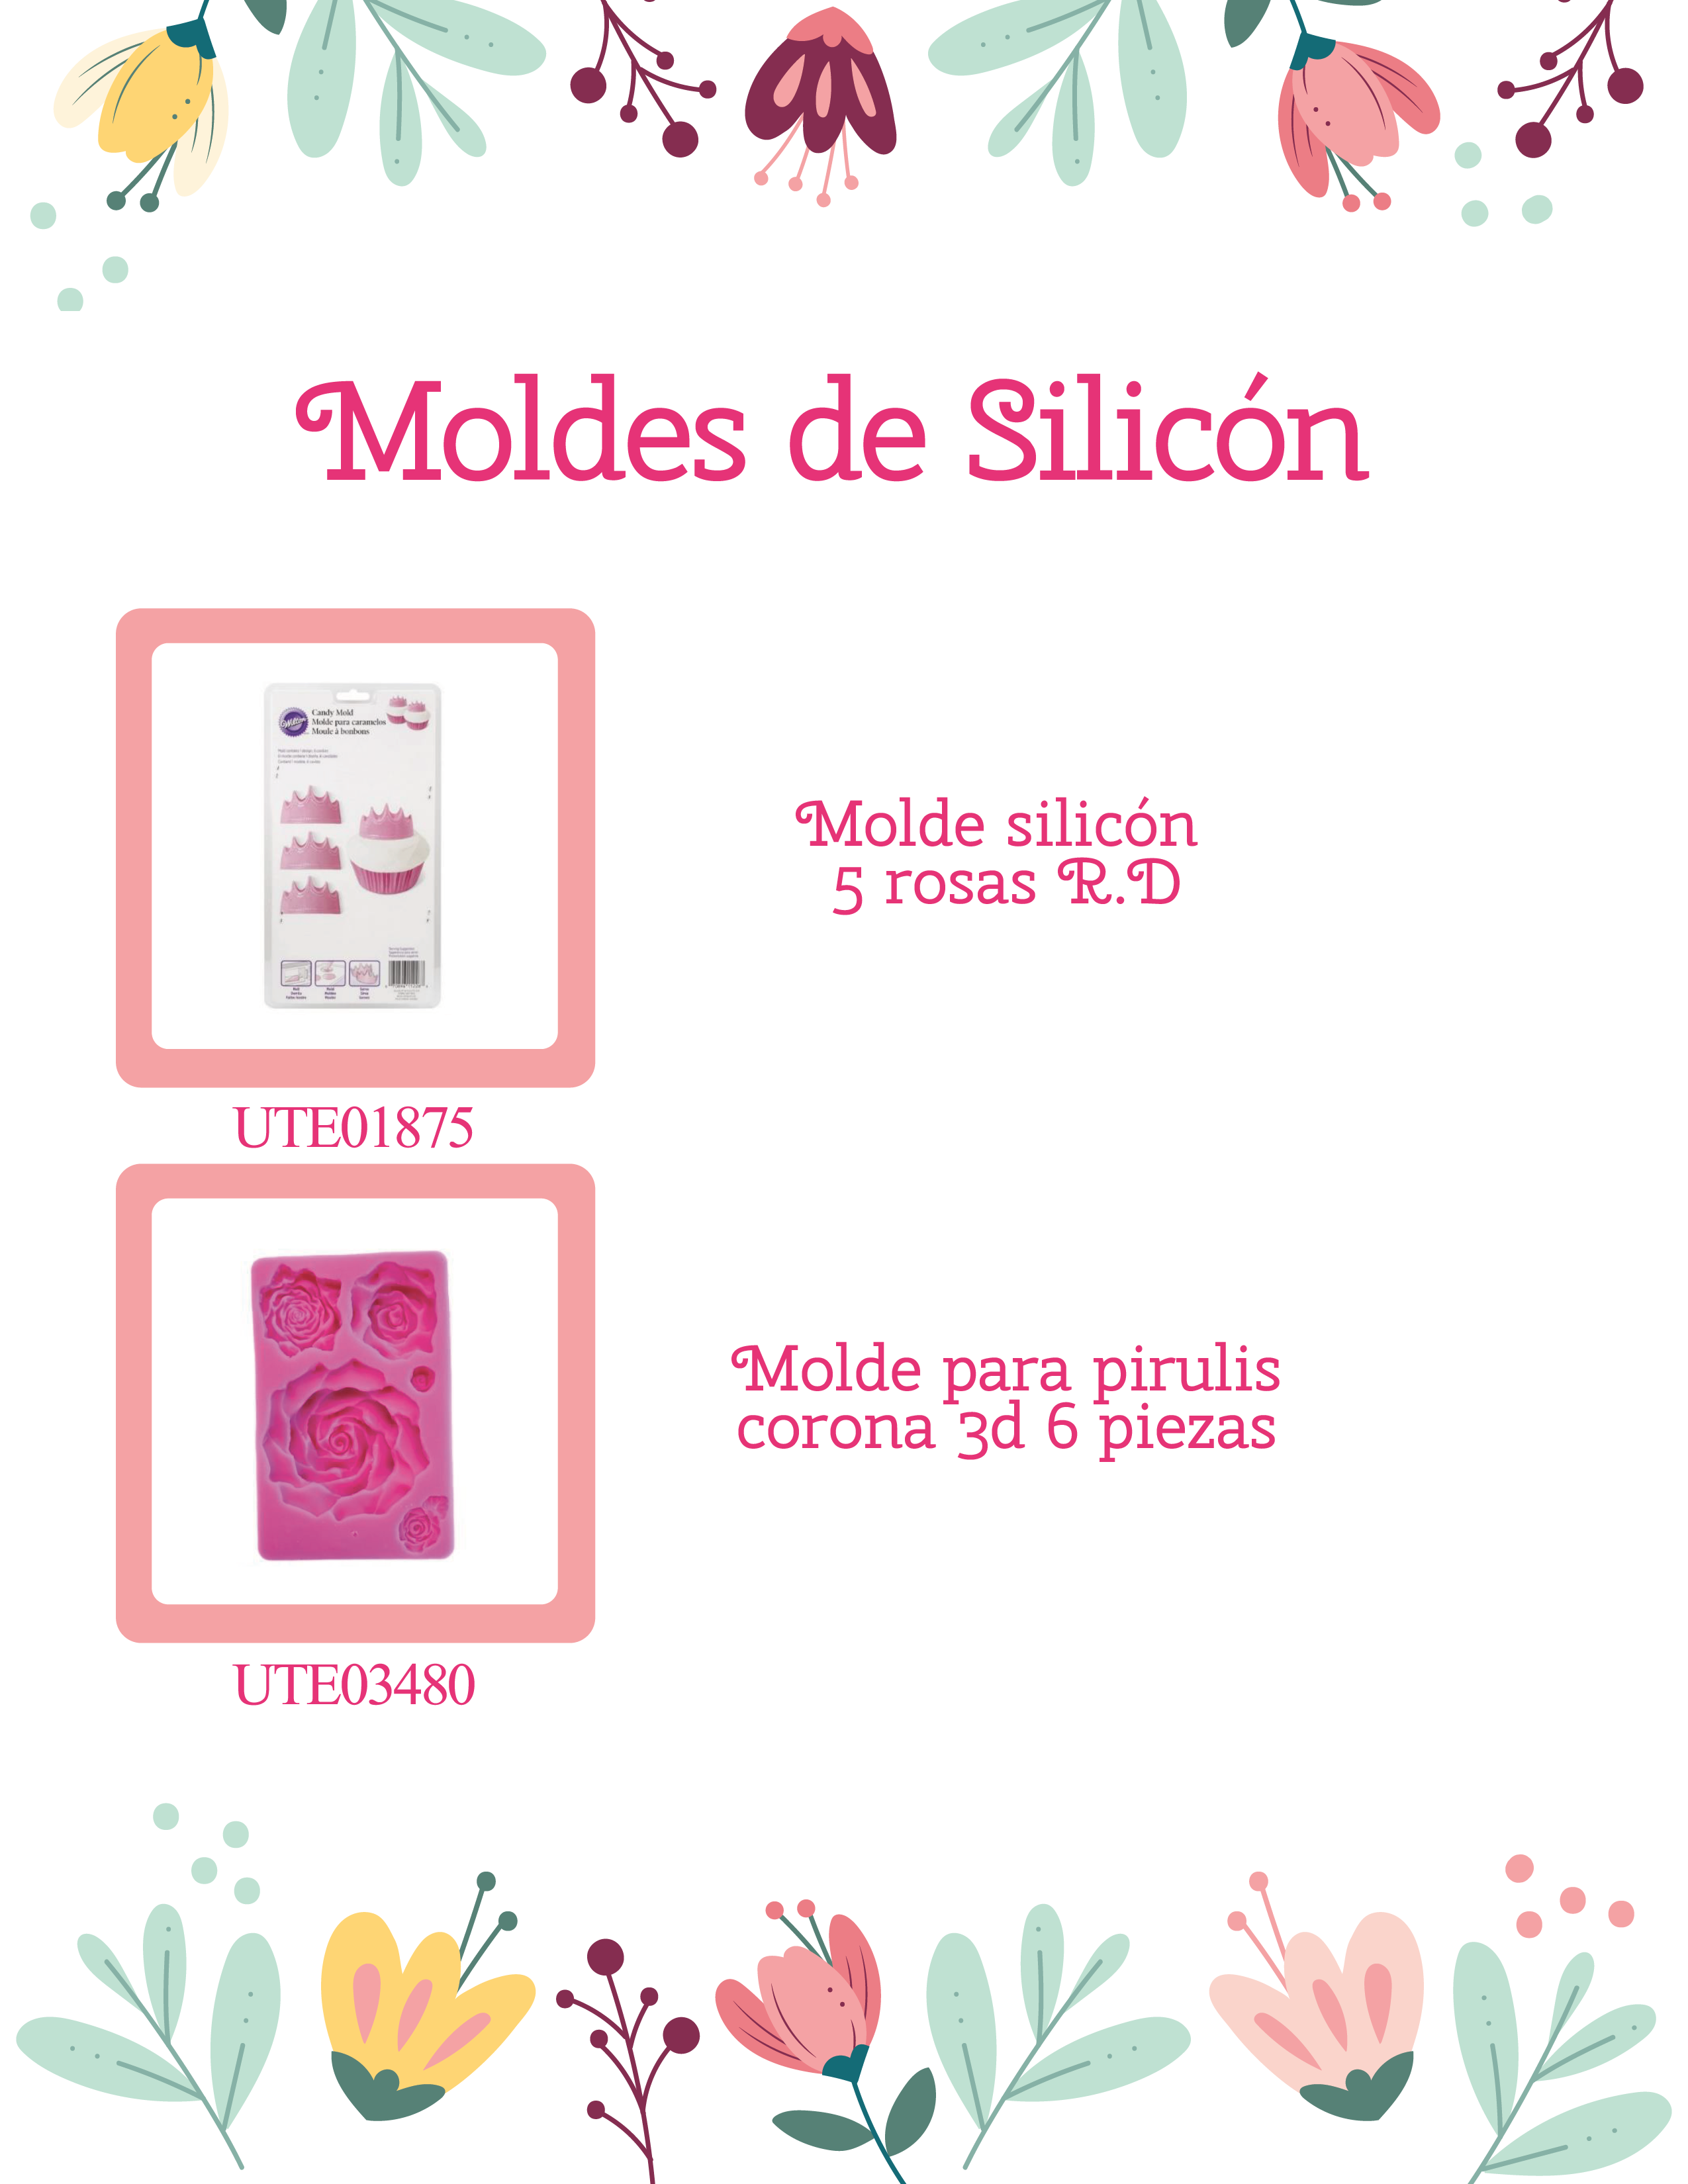 Moldes de Silicón
Wilton
Candy Mold
Molde para caramelos
Moule à bonbons
Molde silicón
5 rosas R.D
UTE01875
Molde para pirulis
corona 3d 6 piezas
UTE03480